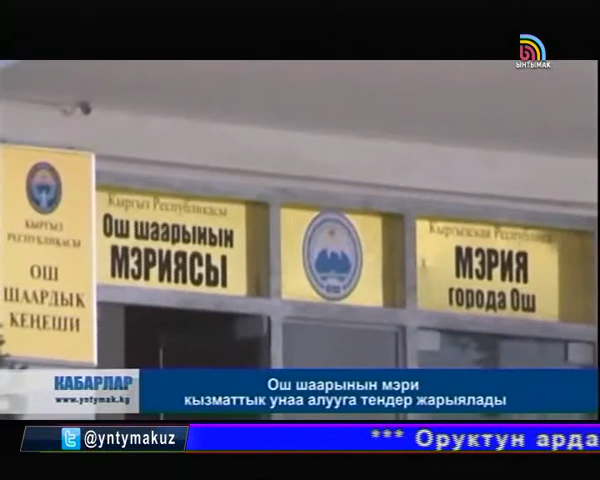 ЫНТЫМАК
КЫРГЫЗ
РЕСПУБЛИКАСЫ
ОШ
ШААРДЫК
КЕҢЕШИ
Кыргыз Республикасы
Ош шаарынын
МЭРИЯСЫ
Кыргызская Республика
МЭРИЯ
города Ош
КАБАРЛАР
www.yntymak.kg
Ош шаарынын мэри
кызматтык унаа алууга тендер жарыялады
@yntymakuz
*** Оруктун арда